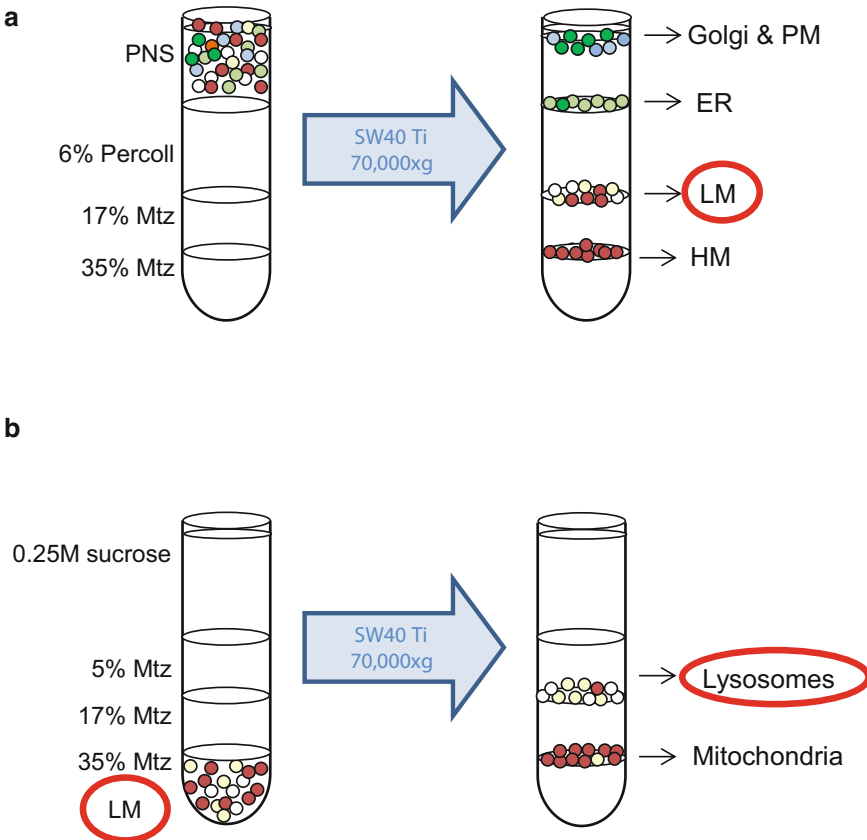 a
PNS
6% Percoll
17% Mtz
35% Mtz
SW40 Ti
70,000xg
Golgi & PM
ER
LM
HM
b
0.25M sucrose
5% Mtz
17% Mtz
35% Mtz
LM
SW40 Ti
70,000xg
Lysosomes
Mitochondria